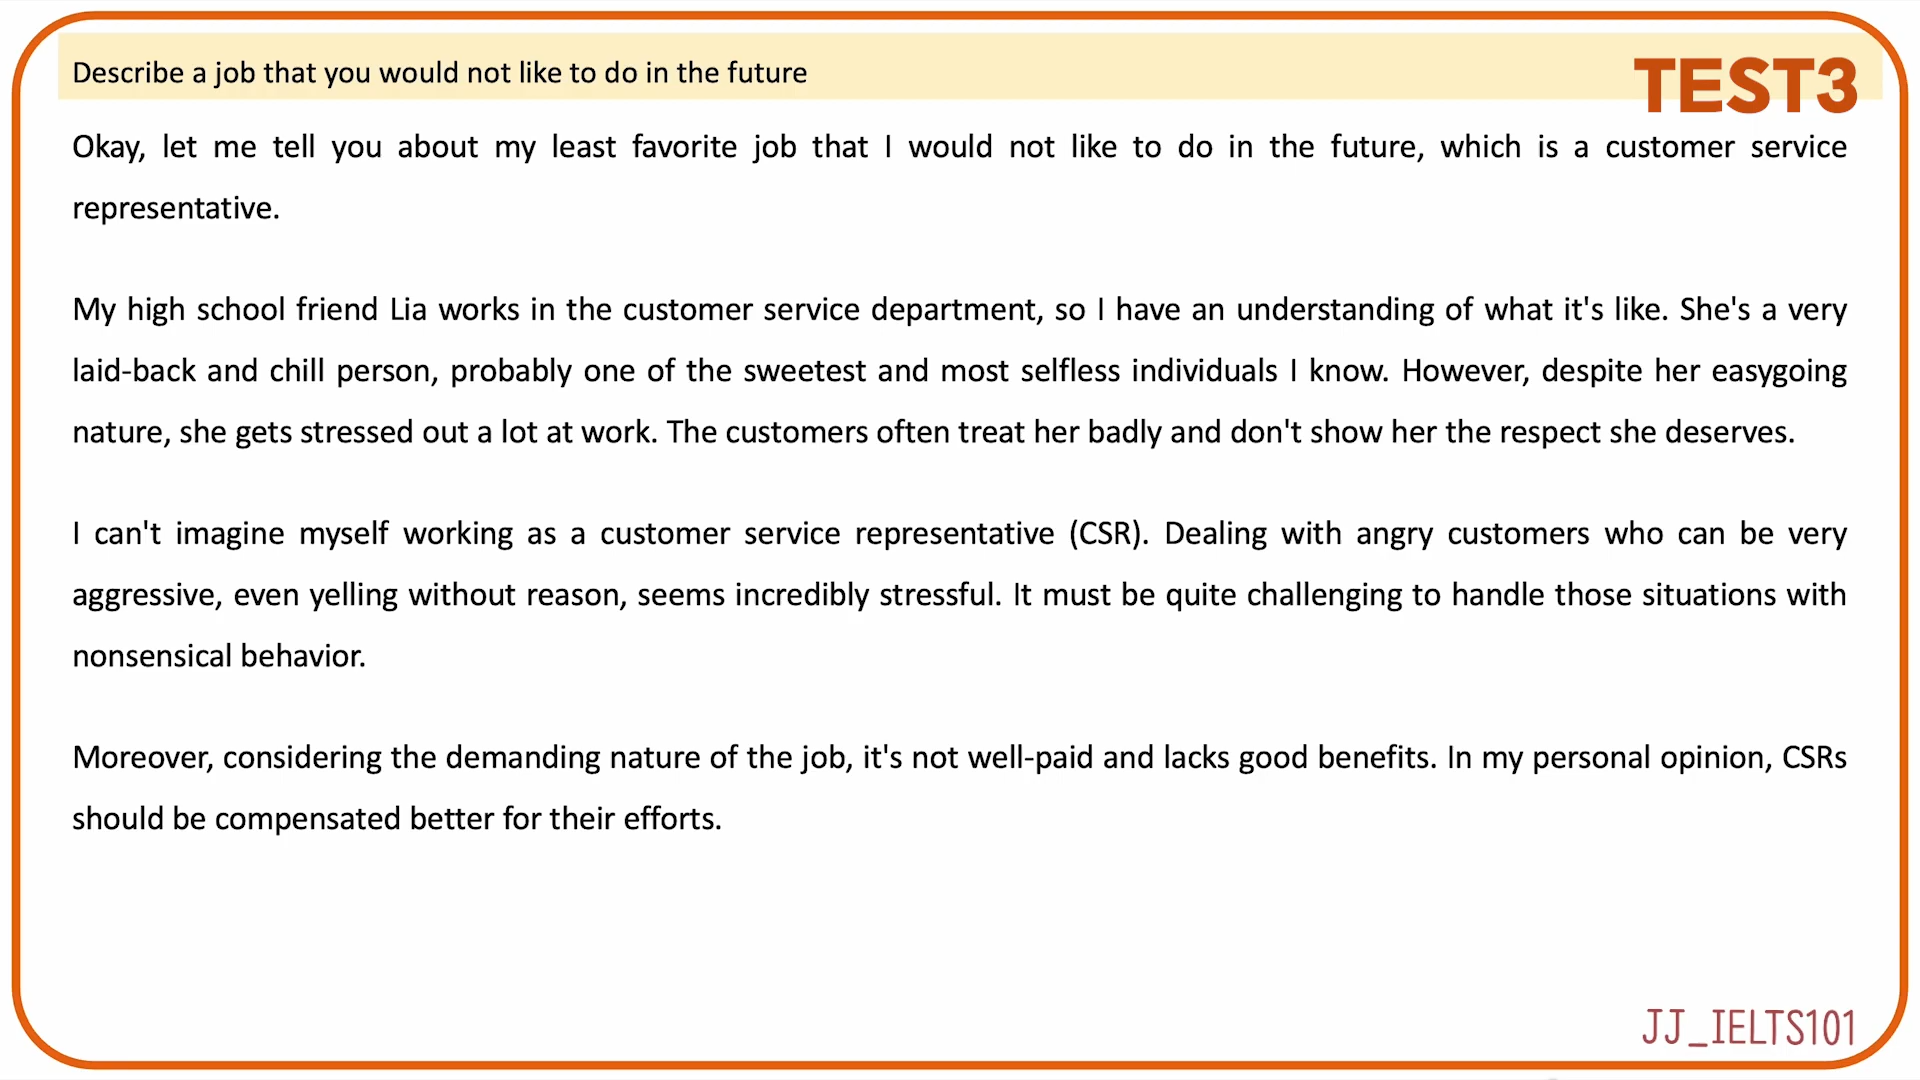 Describe a job that you would not like to do in the future
TEST3
Okay, let me tell you about my least favorite job that I would not like to do in the future, which is a customer service
representative.
My high school friend Lia works in the customer service department, so I have an understanding of what it's like. She's a very
laid-back and chill person, probably one of the sweetest and most selfless individuals I know. However, despite her easygoing
nature, she gets stressed out a lot at work. The customers often treat her badly and don't show her the respect she deserves.
I can't imagine myself working as a customer service representative (CSR). Dealing with angry customers who can be very
aggressive, even yelling without reason, seems incredibly stressful. It must be quite challenging to handle those situations with
nonsensical behavior.
Moreover, considering the demanding nature of the job, it's not well-paid and lacks good benefits. In my personal opinion, CSRs
should be compensated better for their efforts.
JJ_IELTS101